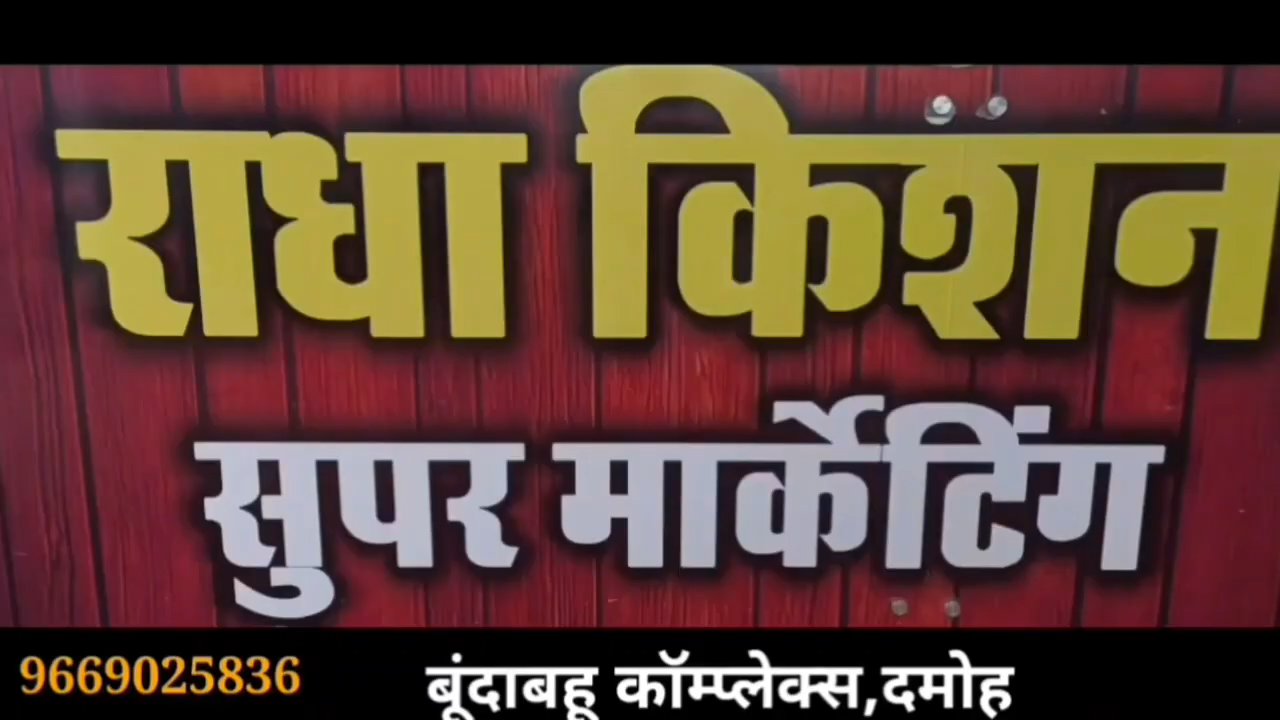 राधा किशन
सुपर मार्केटिंग
9669025836 बूंदाबहू कॉम्प्लेक्स,दमोह